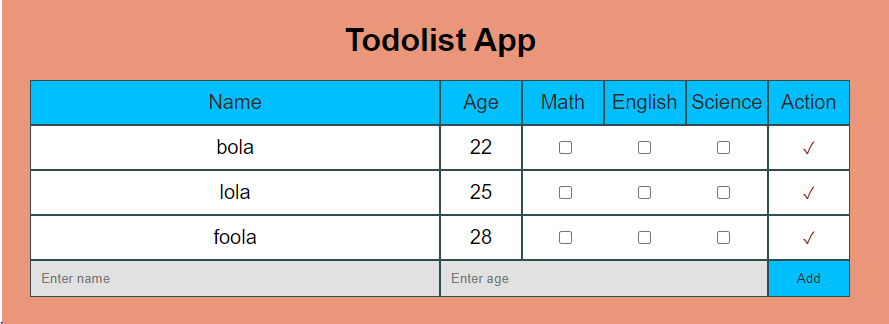 Todolist App
Name Age Math English Science Action
bola 22 ✓
lola 25 ✓
foola 28 ✓
Enter name Enter age Add